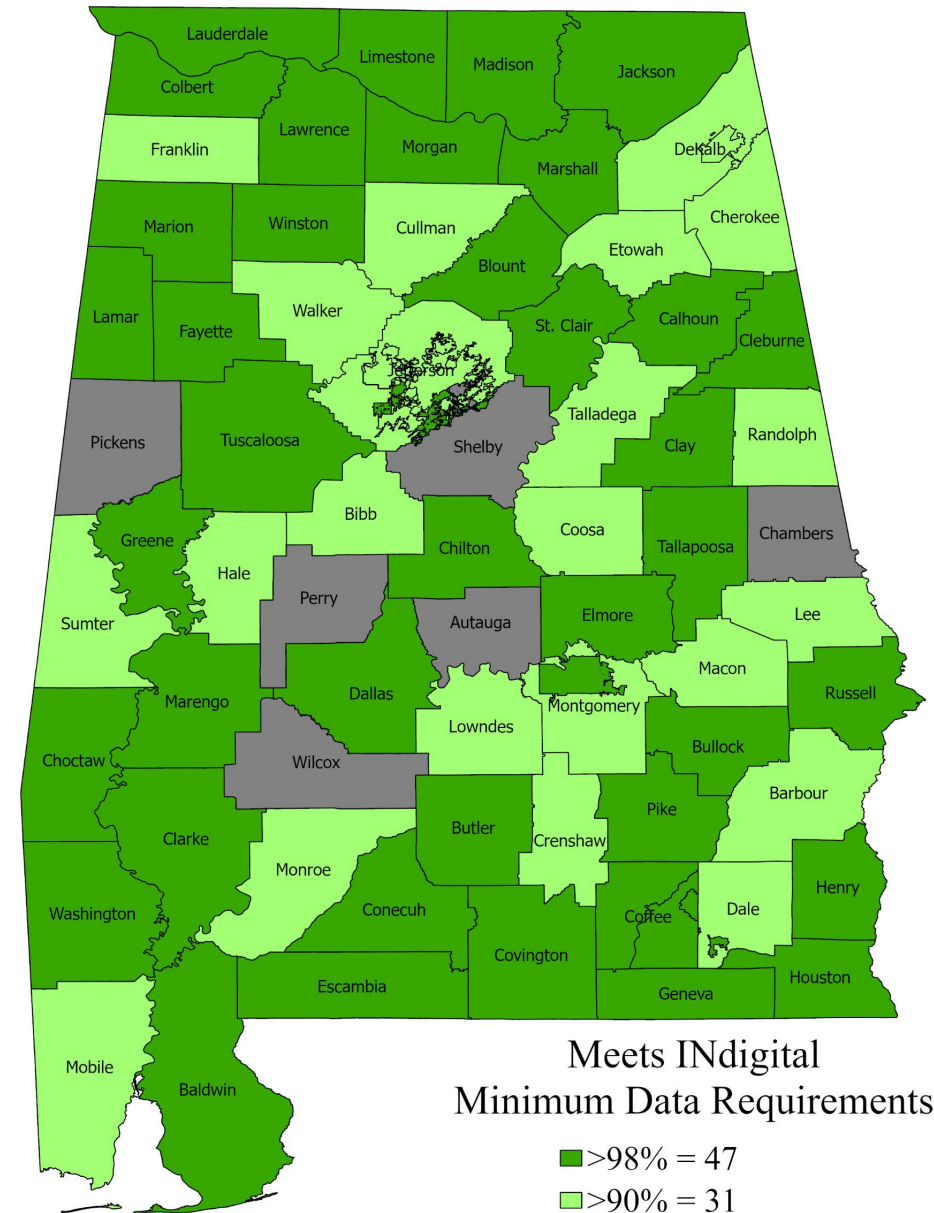 Lauderdale
Limestone
Madison
Jackson
Colbert
Lawrence
Franklin
Morgan
DeKalb
Marshall
Marion
Winston
Cullman
Cherokee
Etowah
Blount
Walker
Lamar
Fayette
St. Clair
Calhoun
Cleburne
Jefferson
Pickens
Tuscaloosa
Shelby
Talladega
Clay
Randolph
Greene
Bibb
Chilton
Coosa
Tallapoosa
Chambers
Hale
Perry
Sumter
Autauga
Elmore
Lee
Macon
Dallas
Marengo
Montgomery
Russell
Lowndes
Choctaw
Wilcox
Bullock
Barbour
Clarke
Butler
Pike
Crenshaw
Monroe
Henry
Washington
Conecuh
Coffee
Dale
Covington
Escambia
Geneva
Houston
Mobile
Baldwin
Meets INdigital
Minimum Data Requirements
>98% = 47
>90% = 31